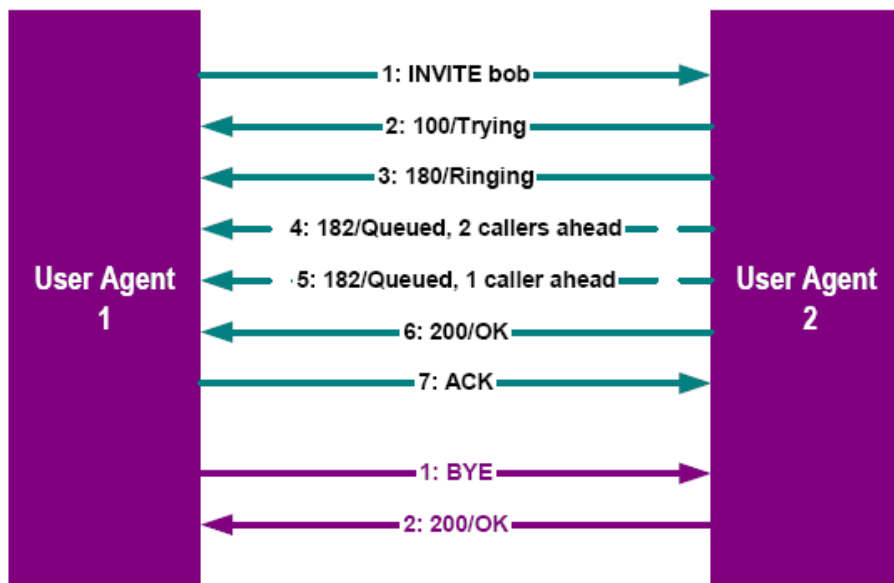 1: INVITE bob
2: 100/Trying
3: 180/Ringing
4: 182/Queued, 2 callers ahead
User Agent
1
5: 182/Queued, 1 caller ahead
User Agent
2
6: 200/OK
7: ACK
1: BYE
2: 200/OK